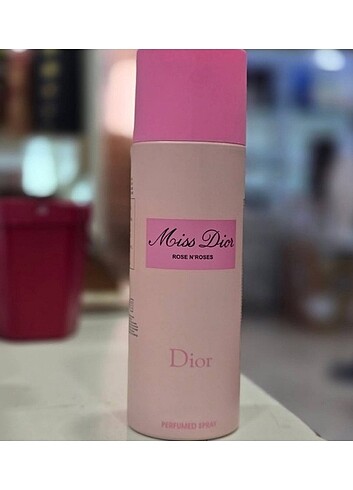 Miss Dior
ROSE N'ROSES
Dior
PERFUMED SPRAY